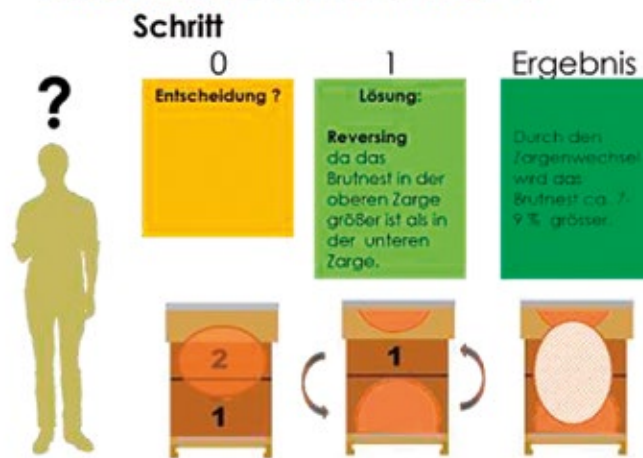 Schritt
0
1
Ergebnis
?
Entscheidung ?
Lösung:
Reversing
da das
Brutnest in der
oberen Zarge
größer ist als in
der unteren
Zarge.
Durch den
Zargenwechsel
wird das
Brutnest ca. 7-
9 % grösser.
2
1
1